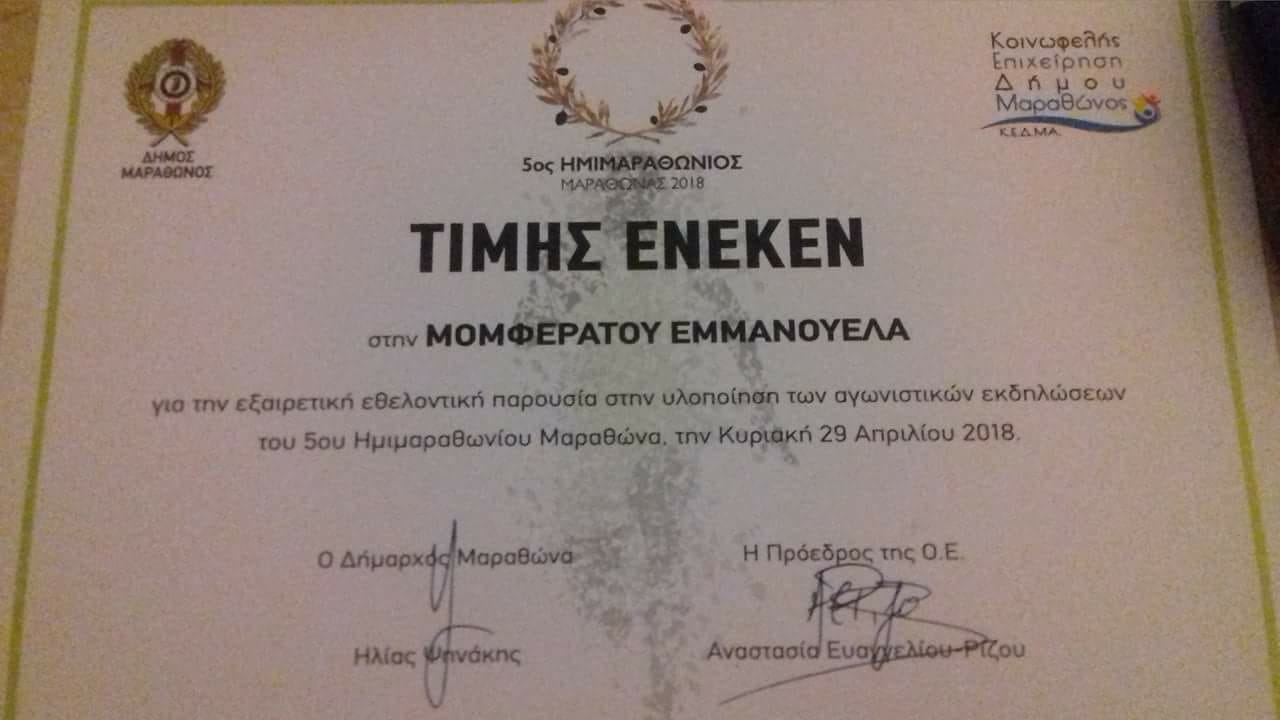 ΔΗΜΟΣ
ΜΑΡΑΘΩΝΟΣ
Κοινωφελής
Επιχείρηση
Δήμου
Μαραθώνος
Κ.Ε.Δ.ΜΑ.
5ος ΗΜΙΜΑΡΑΘΩΝΙΟΣ
ΜΑΡΑΘΩΝΑΣ 2018
ΤΙΜΗΣ ΕΝΕΚΕΝ
στην ΜΟΜΦΕΡΑΤΟΥ ΕΜΜΑΝΟΥΕΛΑ
για την εξαιρετική εθελοντική παρουσία στην υλοποίηση των αγωνιστικών εκδηλώσεων
του 5ου Ημιμαραθωνίου Μαραθώνα, την Κυριακή 29 Απριλίου 2018.
Ο Δήμαρχος Μαραθώνα
Ηλίας Ψηνάκης
Η Πρόεδρος της Ο.Ε.
Αναστασία Ευαγγελίου-Ρίζου